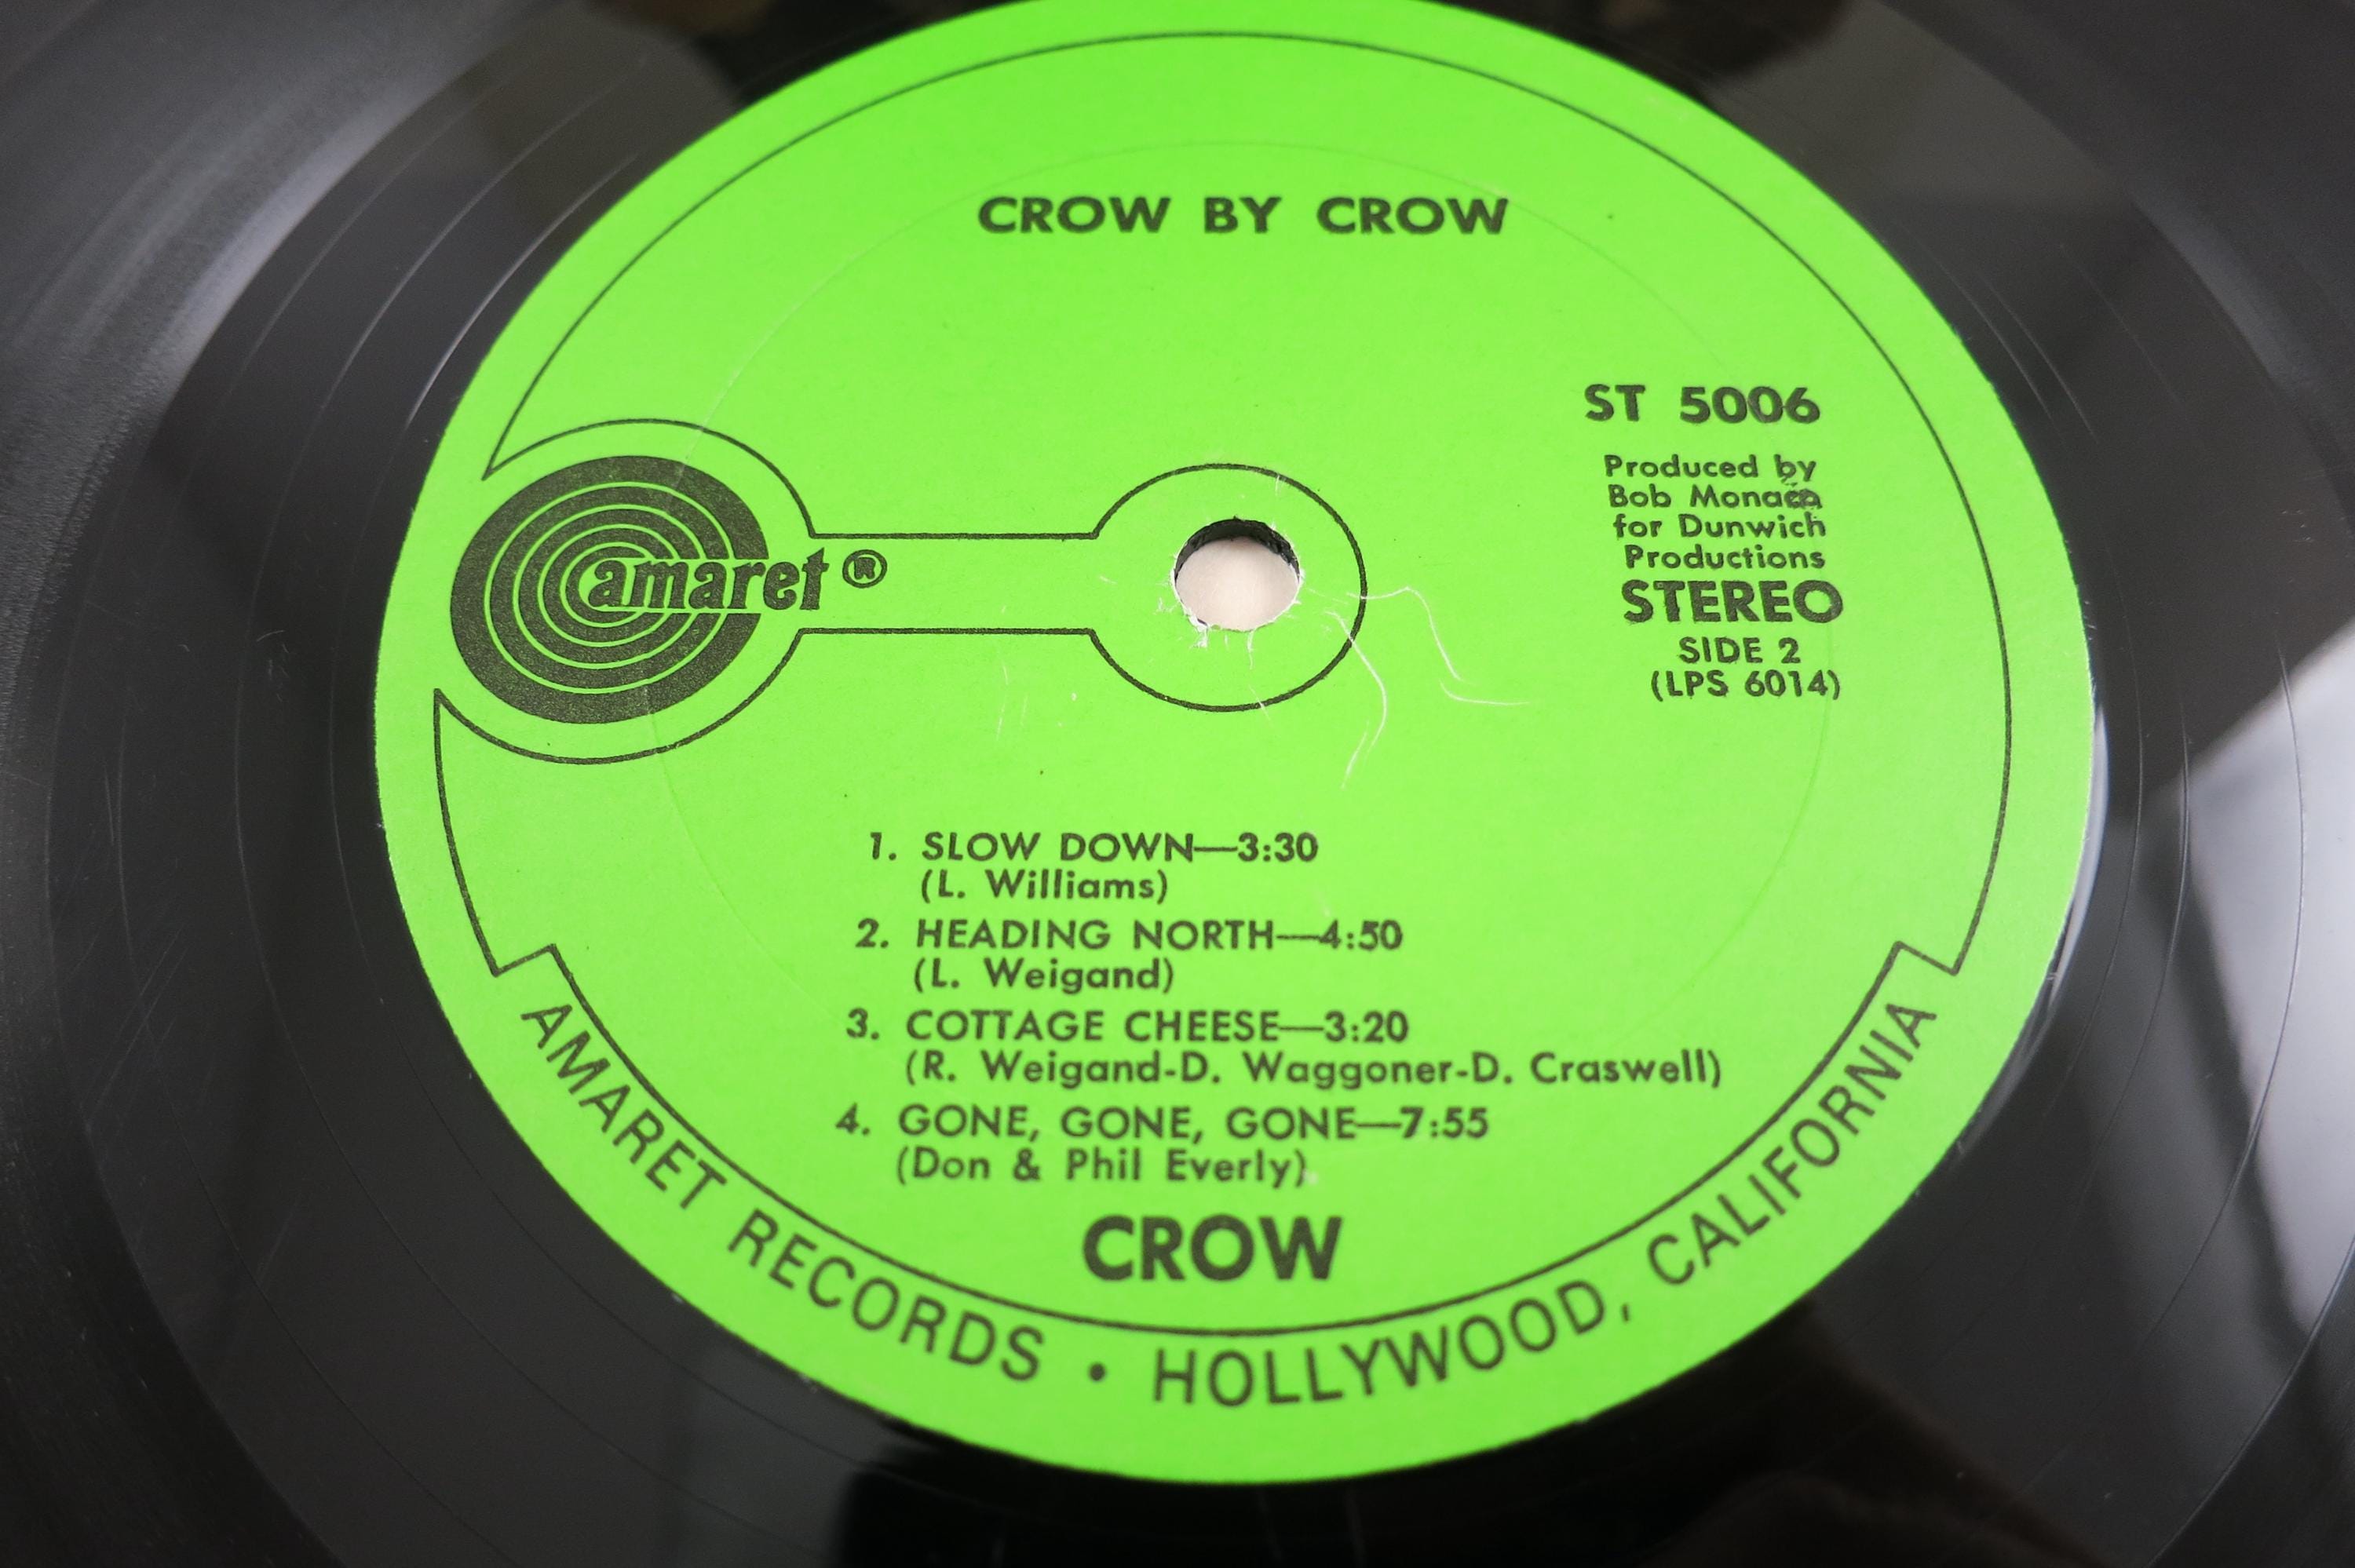 CROW BY CROW
ST 5006
Produced by
Bob Monaco
for Dunwich
Productions
STEREO
SIDE 2
(LPS 6014)
amaret ®
1. SLOW DOWN—3:30
(L. Williams)
2. HEADING NORTH—4:50
(L. Weigand)
3. COTTAGE CHEESE—3:20
(R. Weigand-D. Waggoner-D. Craswell)
4. GONE, GONE, GONE—7:55
(Don & Phil Everly)
CROW
AMARET RECORDS • HOLLYWOOD, CALIFORNIA